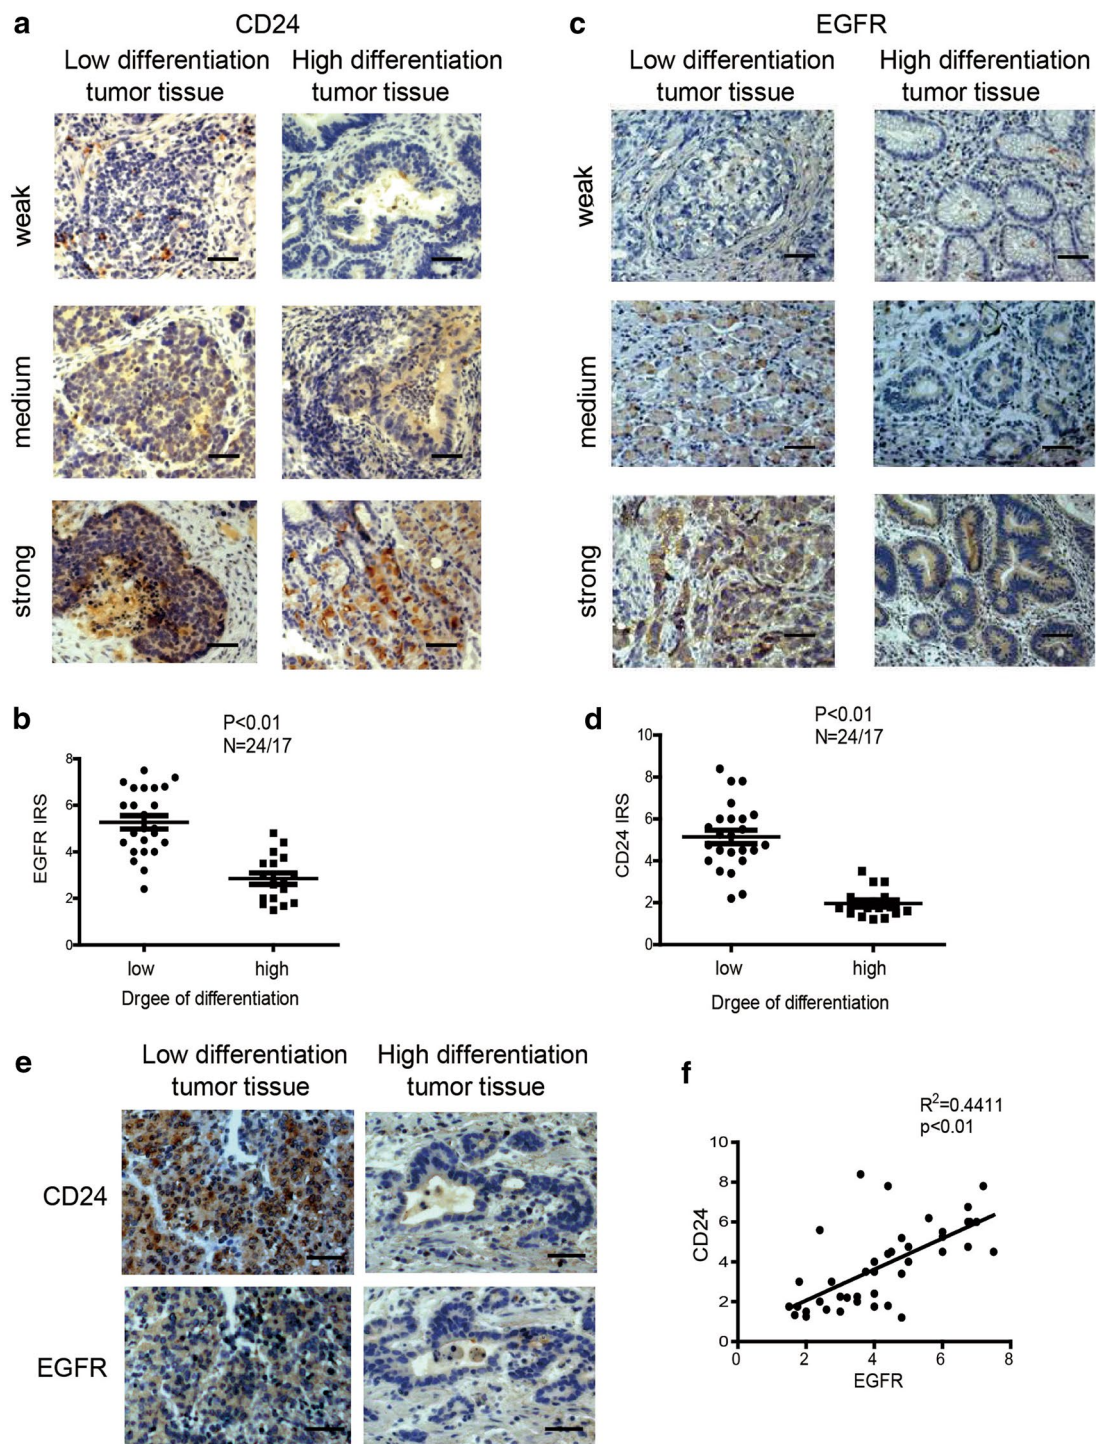 a
CD24
Low differentiation
tumor tissue
High differentiation
tumor tissue
weak
medium
strong
c
EGFR
Low differentiation
tumor tissue
High differentiation
tumor tissue
weak
medium
strong
b
P<0.01
N=24/17
8
6
4
2
0
EGFR IRS
low
high
Drgee of differentiation
d
P<0.01
N=24/17
10
8
6
4
2
0
CD24 IRS
low
high
Drgee of differentiation
e
Low differentiation
tumor tissue
High differentiation
tumor tissue
CD24
EGFR
f
R²=0.4411
p<0.01
10
8
6
4
2
0
CD24
0 2 4 6 8
EGFR